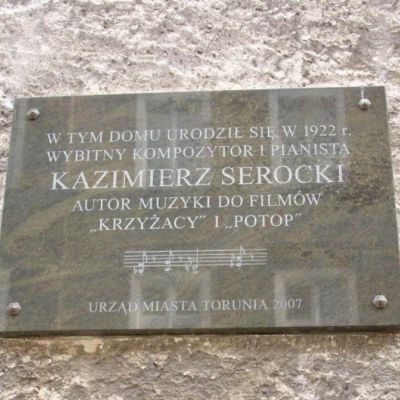 W TYM DOMU URODZIŁ SIĘ W 1922 r.
WYBITNY KOMPOZYTOR I PIANISTA
KAZIMIERZ SEROCKI
AUTOR MUZYKI DO FILMÓW
„KRZYŻACY” I „POTOP”
URZĄD MIASTA TORUNIA 2007